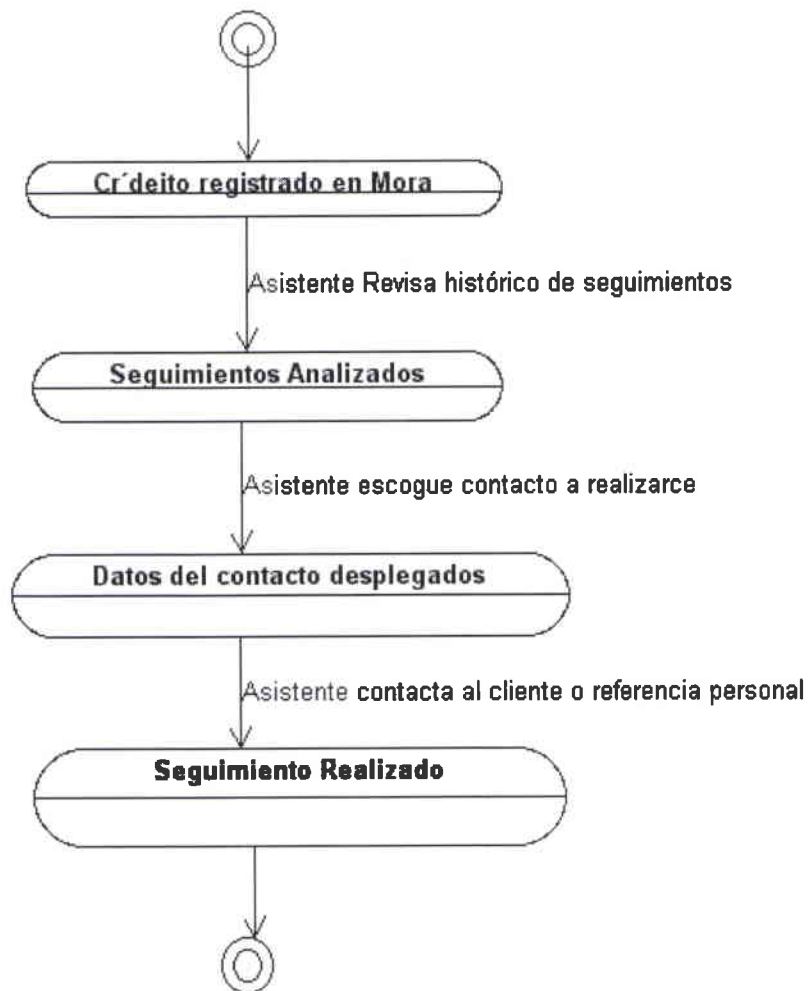 Cr´deito registrado en Mora
Asistente Revisa histórico de seguimientos
Seguimientos Analizados
Asistente escogue contacto a realizarce
Datos del contacto desplegados
Asistente contacta al cliente o referencia personal
Seguimiento Realizado